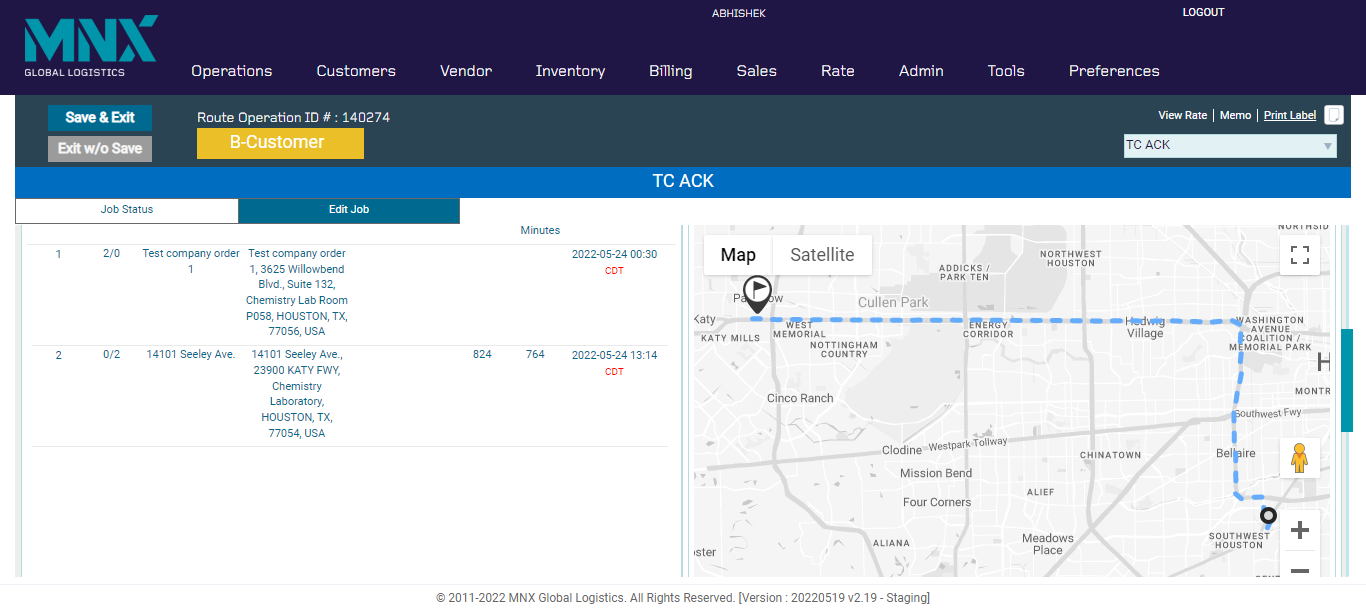 ABHISHEK
LOGOUT
MNX
GLOBAL LOGISTICS
Operations Customers Vendor Inventory Billing Sales Rate Admin Tools Preferences
Save & Exit
Exit w/o Save
Route Operation ID # : 140274
B-Customer
View Rate | Memo | Print Label
TC ACK
TC ACK
Job Status
Edit Job
Minutes
1 2/0 Test company order Test company order 2022-05-24 00:30
1 1, 3625 Willowbend CDT
Blvd., Suite 132,
Chemistry Lab Room
P058, HOUSTON, TX,
77056, USA
2 0/2 14101 Seeley Ave. 14101 Seeley Ave., 824 764 2022-05-24 13:14
23900 KATY FWY, CDT
Chemistry
Laboratory,
HOUSTON, TX,
77054, USA
Map
Satellite
NORTHSID
NORTHWEST
HOUSTON
ADDICKS /
PARK TEN
Cullen Park
Katy
KATY MILLS
WEST
MEMORIAL
NOTTINGHAM
COUNTRY
ENERGY
CORRIDOR
Hedwig
Village
WASHINGTON
AVENUE
COALITION /
MEMORIAL PARK
H
MONTR
Cinco Ranch
Southwest Fwy
Clodine
Westpark Tollway
CHINATOWN
Bellaire
Mission Bend
ALIEF
Four Corners
SOUTHWEST
HOUSTON
ALIANA
Meadows
Place
ster
© 2011-2022 MNX Global Logistics. All Rights Reserved. [Version : 20220519 v2.19 - Staging]